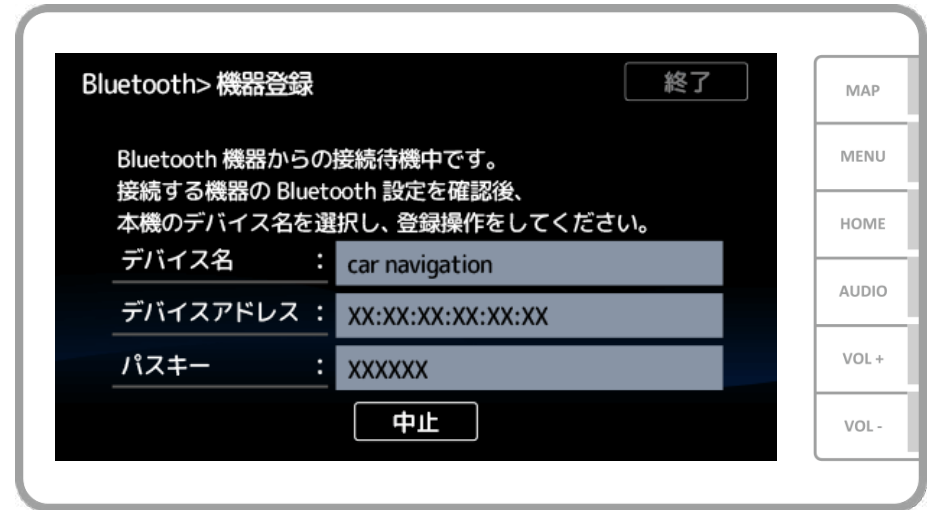 Bluetooth> 機器登録
終了
Bluetooth 機器からの接続待機中です。
接続する機器の Bluetooth 設定を確認後、
本機のデバイス名を選択し、登録操作をしてください。
デバイス名 : car navigation
デバイスアドレス : XX:XX:XX:XX:XX:XX
パスキー : XXXXXX
中止
MAP
MENU
HOME
AUDIO
VOL +
VOL -